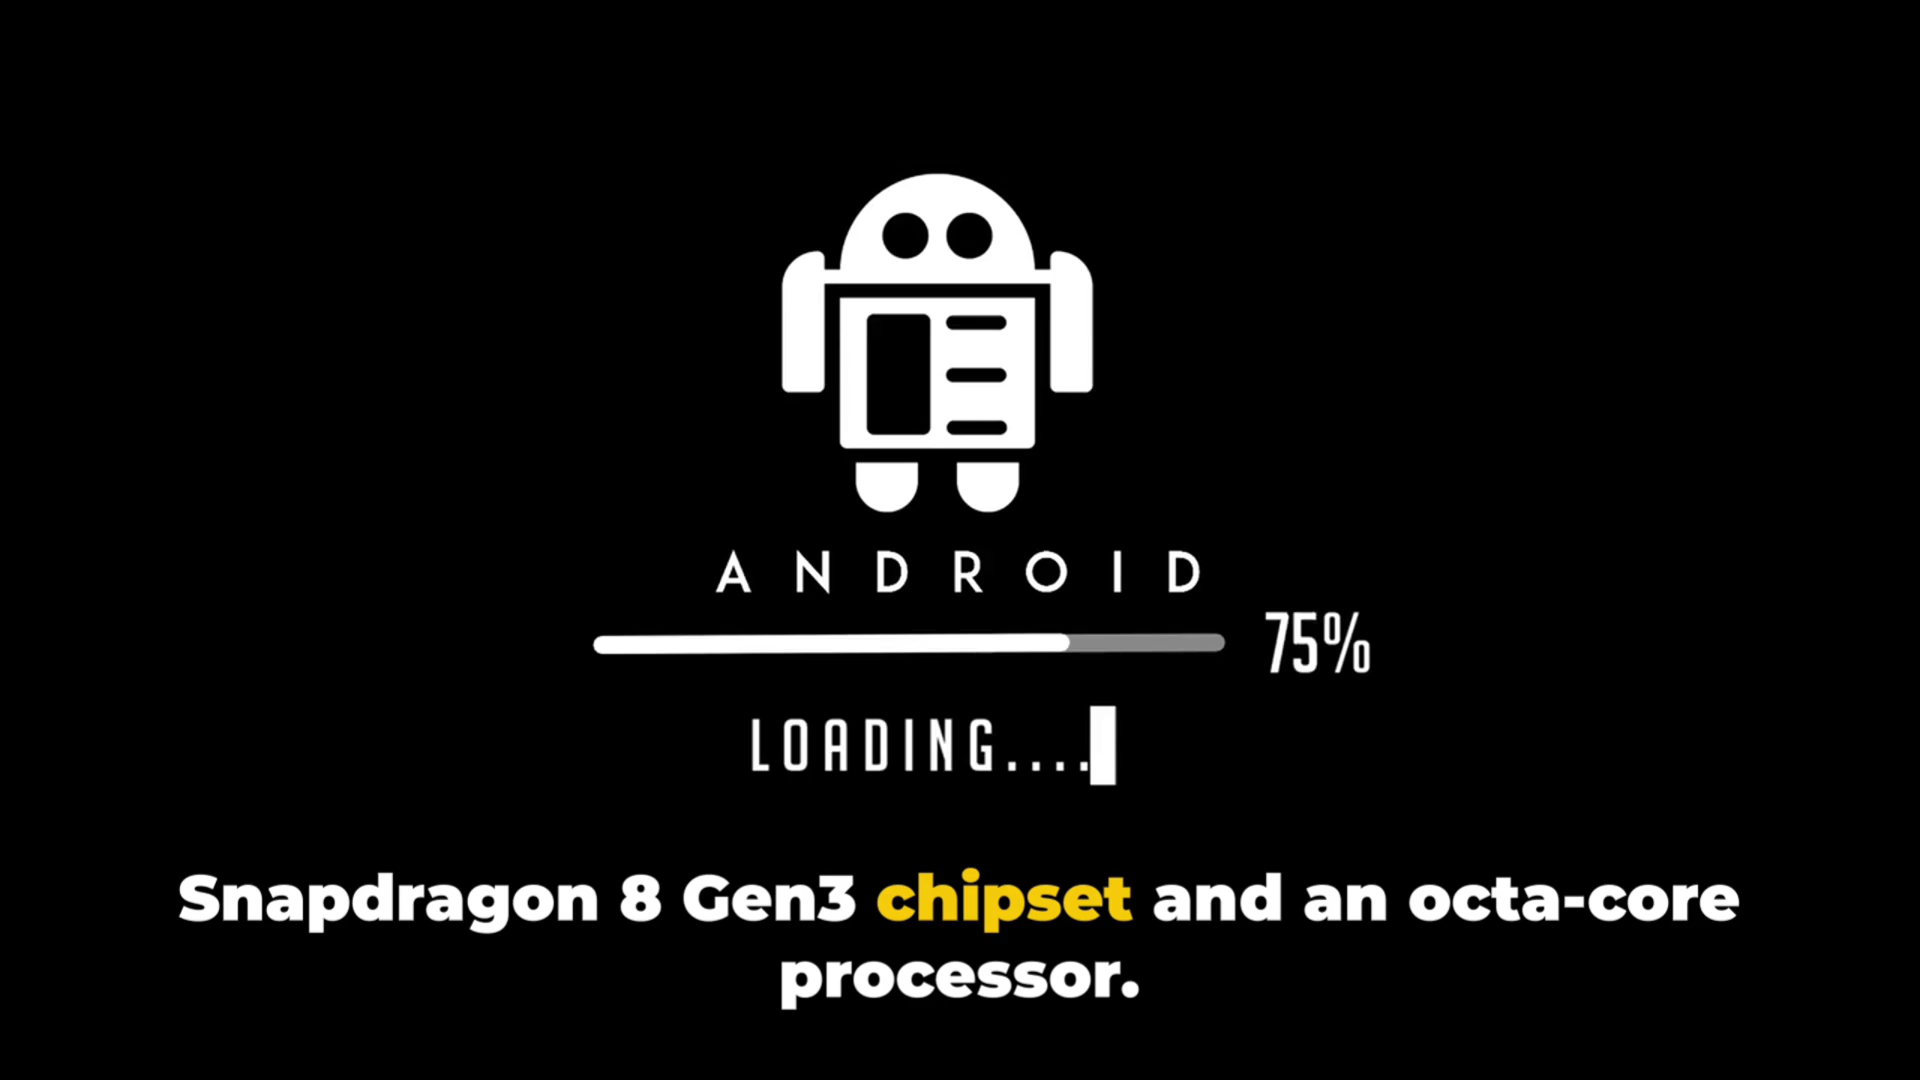 ANDROID
75%
LOADING....
Snapdragon 8 Gen3 chipset and an octa-core
processor.